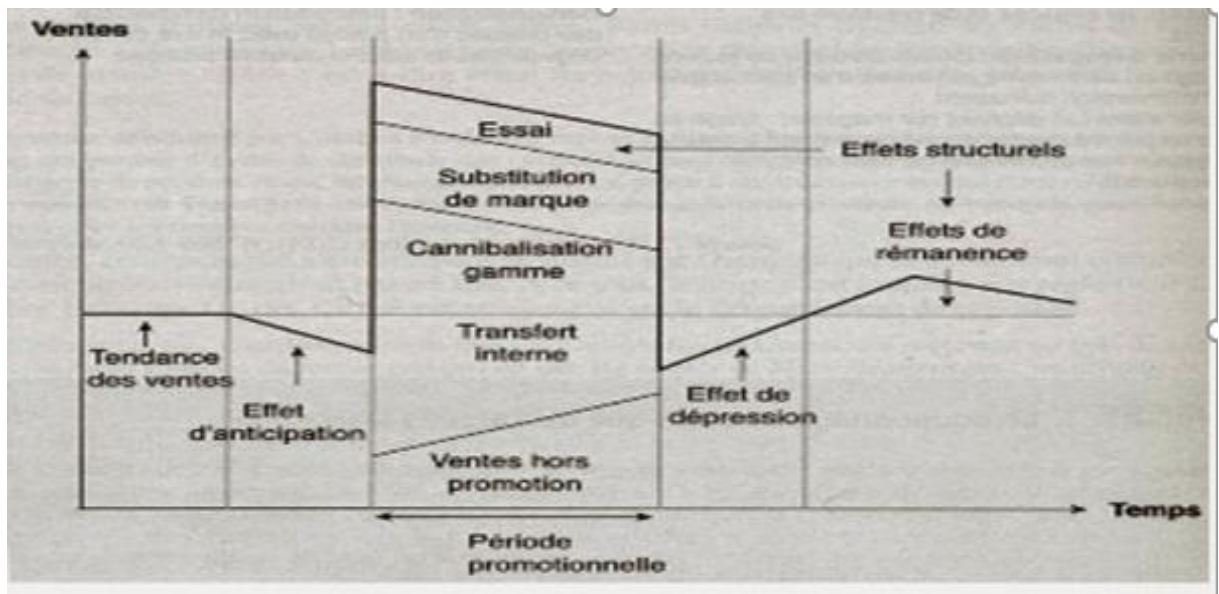 Ventes
Essai
Effets structurels
Substitution
de marque
Effets de
rémanence
Cannibalisation
gamme
Transfert
interne
Tendance
des ventes
Effet
d'anticipation
Effet de
dépression
Ventes hors
promotion
Temps
Période
promotionnelle